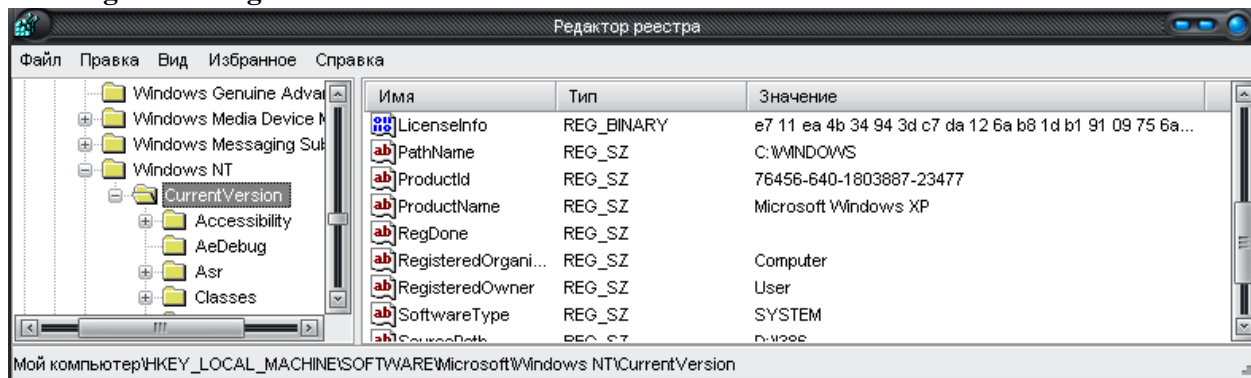 Редактор реестра
Файл Правка Вид Избранное Справка
Windows Genuine Advai
Windows Media Device
Windows Messaging Sul
Windows NT
CurrentVersion
Accessibility
AeDebug
Asr
Classes
Имя Тип Значение
LicenseInfo REG_BINARY e7 11 ea 4b 34 94 3d c7 da 12 6a b8 1d b1 91 09 75 6a...
PathName REG_SZ C:\WINDOWS
ProductId REG_SZ 76456-640-1803887-23477
ProductName REG_SZ Microsoft Windows XP
RegDone REG_SZ
RegisteredOrgani... REG_SZ Computer
RegisteredOwner REG_SZ User
SoftwareType REG_SZ SYSTEM
SourcePath REG_SZ D:\I386
Мой компьютер\HKEY_LOCAL_MACHINE\SOFTWARE\Microsoft\Windows NT\CurrentVersion